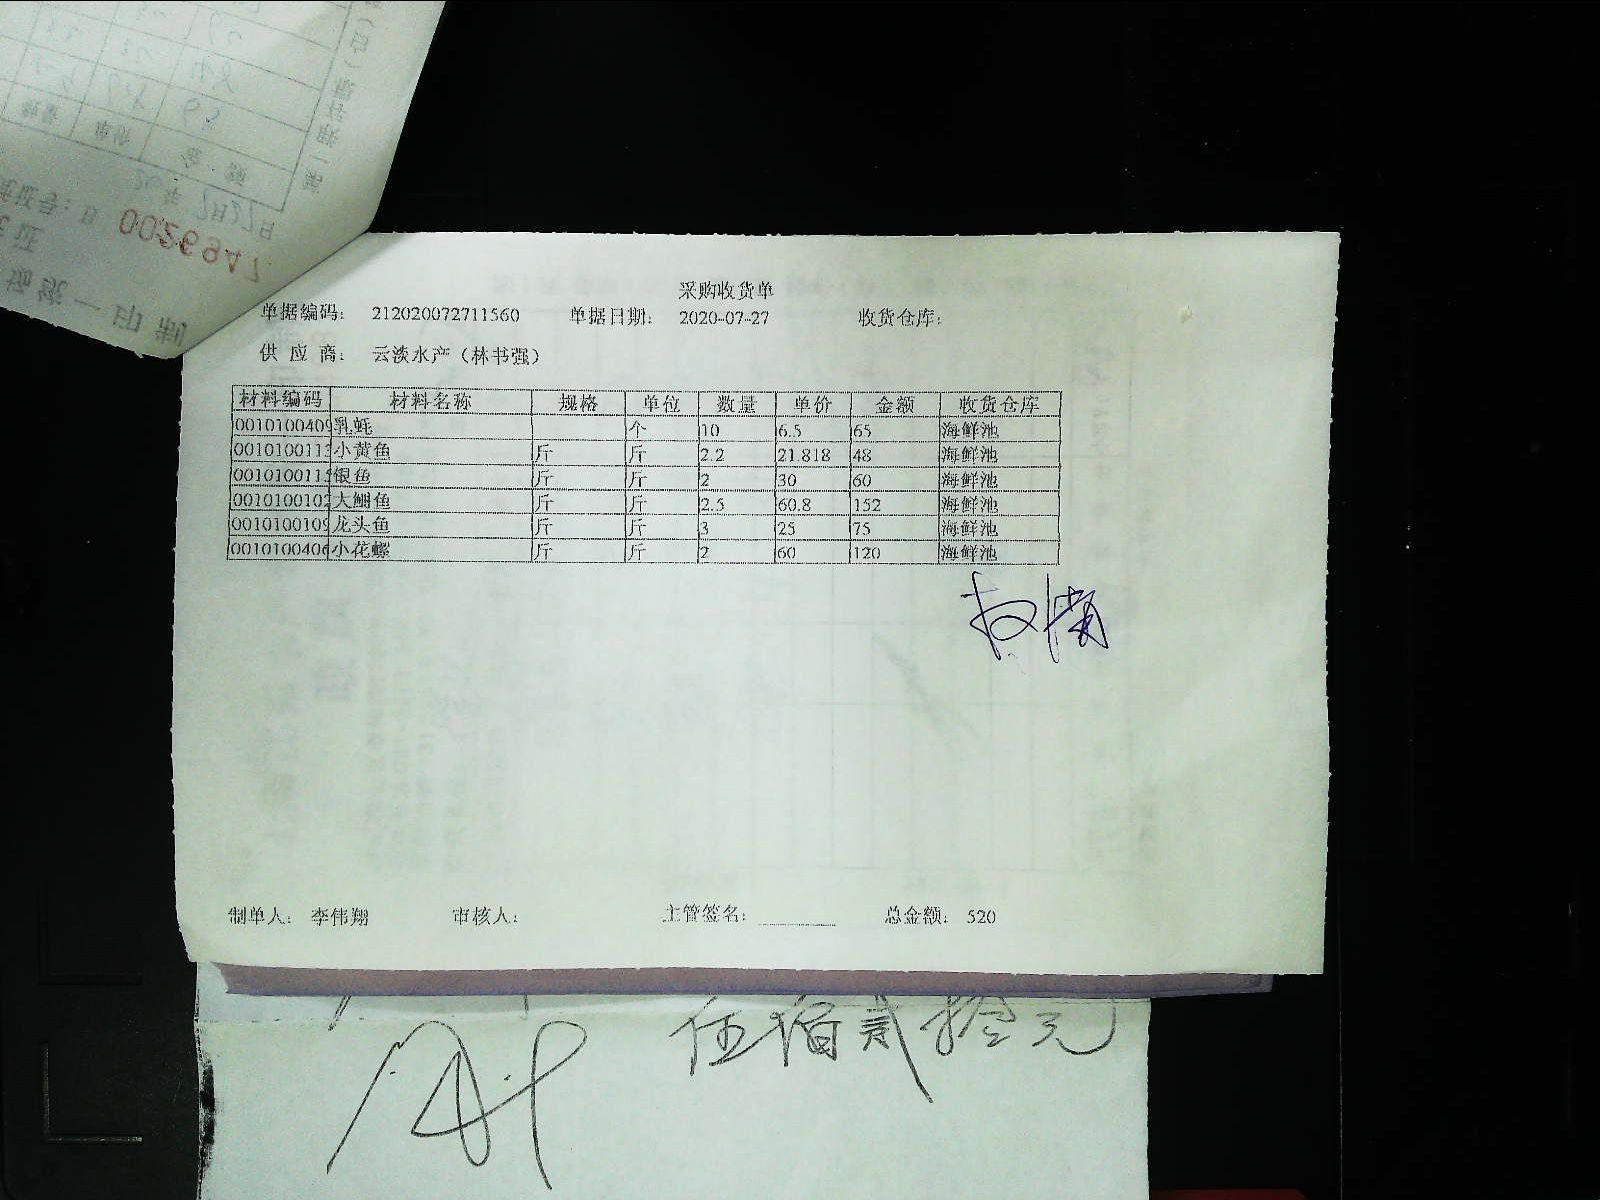 0026947
采购收货单
单据编码: 212020072711560 单据日期: 2020-07-27 收货仓库:
供 应 商: 云淡水产（林书强）
材料编码 材料名称 规格 单位 数量 单价 金额 收货仓库
0010100409 乳蚝 个 10 6.5 65 海鲜池
001010011 小黄鱼 斤 斤 2.2 21.818 48 海鲜池
001010011 银鱼 斤 斤 2 30 60 海鲜池
001010010 大鲳鱼 斤 斤 2.5 60.8 152 海鲜池
0010100109 龙头鱼 斤 斤 3 25 75 海鲜池
0010100406 小花螺 斤 斤 2 60 120 海鲜池
制单人: 李伟翔 审核人: 主管签名: 总金额: 520
伍佰贰拾元